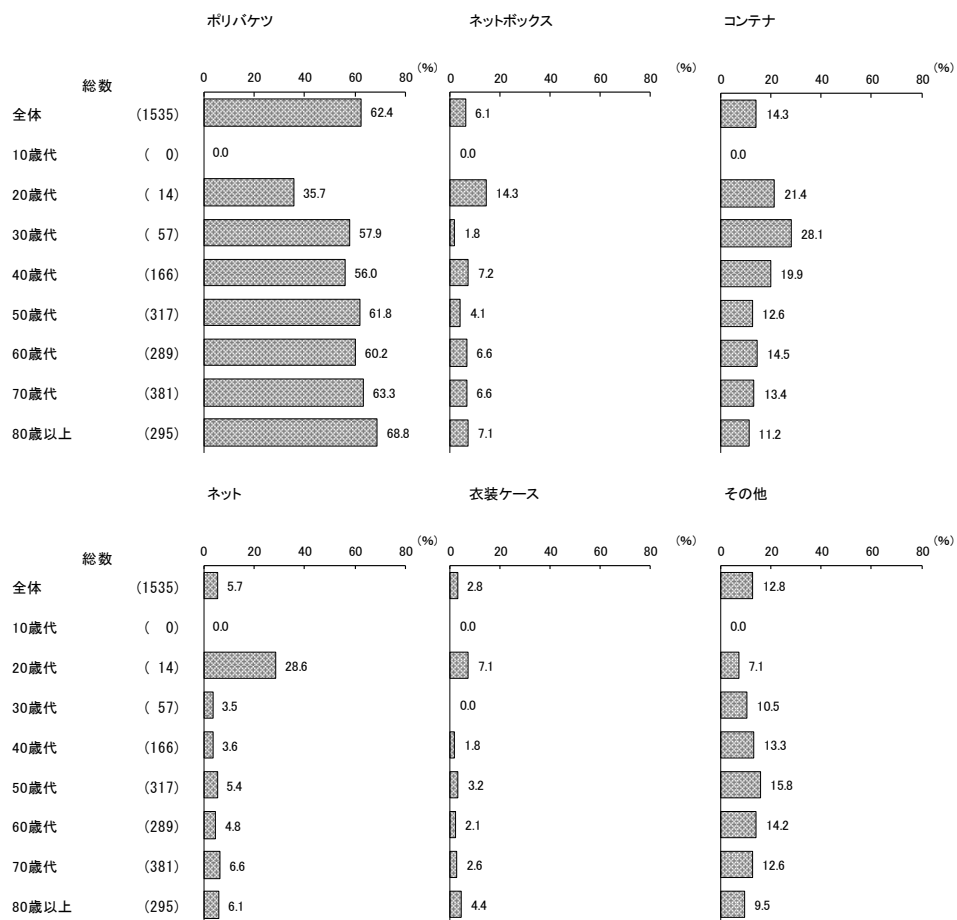 ポリバケツ ネットボックス コンテナ
0 20 40 60 80 (%) 0 20 40 60 80 (%) 0 20 40 60 80 (%)
総数
全体 (1535) 62.4 6.1 14.3
10歳代 ( 0) 0.0 0.0 0.0
20歳代 ( 14) 35.7 14.3 21.4
30歳代 ( 57) 57.9 1.8 28.1
40歳代 (166) 56.0 7.2 19.9
50歳代 (317) 61.8 4.1 12.6
60歳代 (289) 60.2 6.6 14.5
70歳代 (381) 63.3 6.6 13.4
80歳以上 (295) 68.8 7.1 11.2
ネット 衣装ケース その他
0 20 40 60 80 (%) 0 20 40 60 80 (%) 0 20 40 60 80 (%)
総数
全体 (1535) 5.7 2.8 12.8
10歳代 ( 0) 0.0 0.0 0.0
20歳代 ( 14) 28.6 7.1 7.1
30歳代 ( 57) 3.5 0.0 10.5
40歳代 (166) 3.6 1.8 13.3
50歳代 (317) 5.4 3.2 15.8
60歳代 (289) 4.8 2.1 14.2
70歳代 (381) 6.6 2.6 12.6
80歳以上 (295) 6.1 4.4 9.5